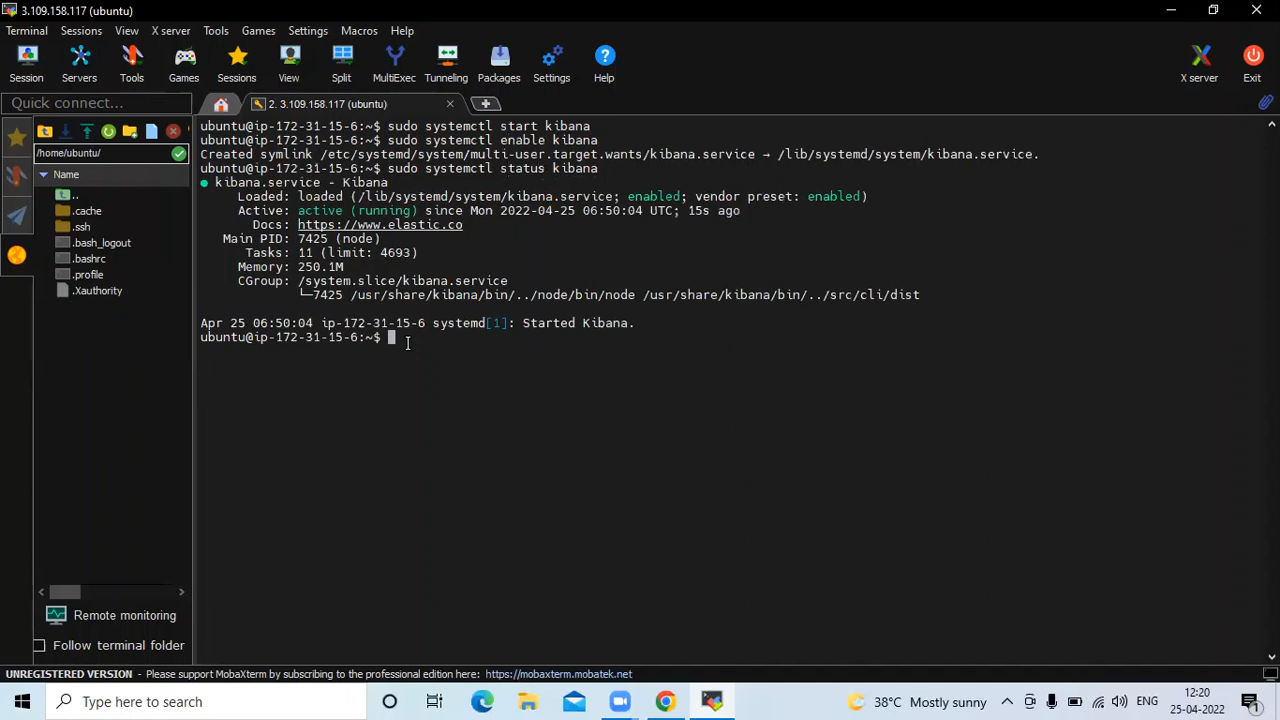 3.109.158.117 (ubuntu)
Terminal Sessions View X server Tools Games Settings Macros Help
Session Servers Tools Games Sessions View Split MultiExec Tunneling Packages Settings Help X server Exit
Quick connect...
2. 3.109.158.117 (ubuntu)
/home/ubuntu/
Name
..
.cache
.ssh
.bash_logout
.bashrc
.profile
.Xauthority
ubuntu@ip-172-31-15-6:~$ sudo systemctl start kibana
ubuntu@ip-172-31-15-6:~$ sudo systemctl enable kibana
Created symlink /etc/systemd/system/multi-user.target.wants/kibana.service → /lib/systemd/system/kibana.service.
ubuntu@ip-172-31-15-6:~$ sudo systemctl status kibana
● kibana.service - Kibana
Loaded: loaded (/lib/systemd/system/kibana.service; enabled; vendor preset: enabled)
Active: active (running) since Mon 2022-04-25 06:50:04 UTC; 15s ago
Docs: https://www.elastic.co
Main PID: 7425 (node)
Tasks: 11 (limit: 4693)
Memory: 250.1M
CGroup: /system.slice/kibana.service
└─7425 /usr/share/kibana/bin/../node/bin/node /usr/share/kibana/bin/../src/cli/dist
Apr 25 06:50:04 ip-172-31-15-6 systemd[1]: Started Kibana.
ubuntu@ip-172-31-15-6:~$
Remote monitoring
Follow terminal folder
UNREGISTERED VERSION - Please support MobaXterm by subscribing to the professional edition here: https://mobaxterm.mobatek.net
Type here to search
38°C Mostly sunny
ENG
12:20
25-04-2022
1